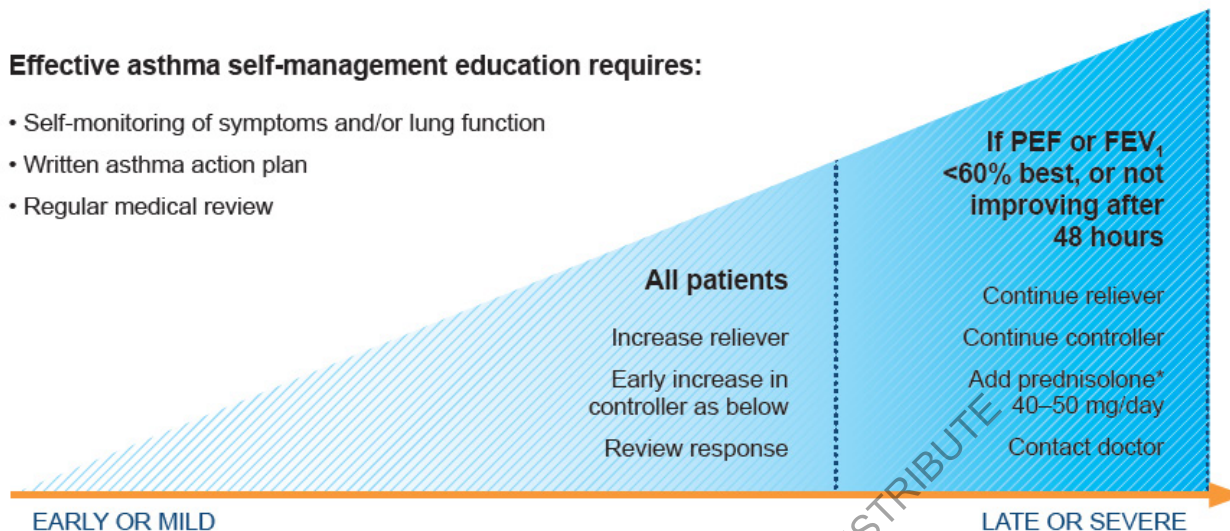 Effective asthma self-management education requires:
• Self-monitoring of symptoms and/or lung function
• Written asthma action plan
• Regular medical review
All patients
Increase reliever
Early increase in
controller as below
Review response
If PEF or FEV₁
<60% best, or not
improving after
48 hours
Continue reliever
Continue controller
Add prednisolone*
40–50 mg/day
Contact doctor
EARLY OR MILD
LATE OR SEVERE